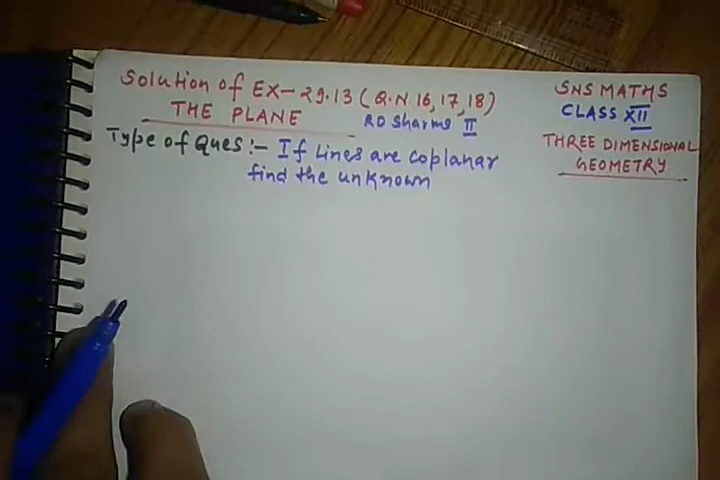 Solution of EX-29.13 (Q.N 16,17,18)
THE PLANE
RD Sharms II
Type of Ques :- If Lines are coplanar
find the unknown
SNS MATHS
CLASS XII
THREE DIMENSIONAL
GEOMETRY